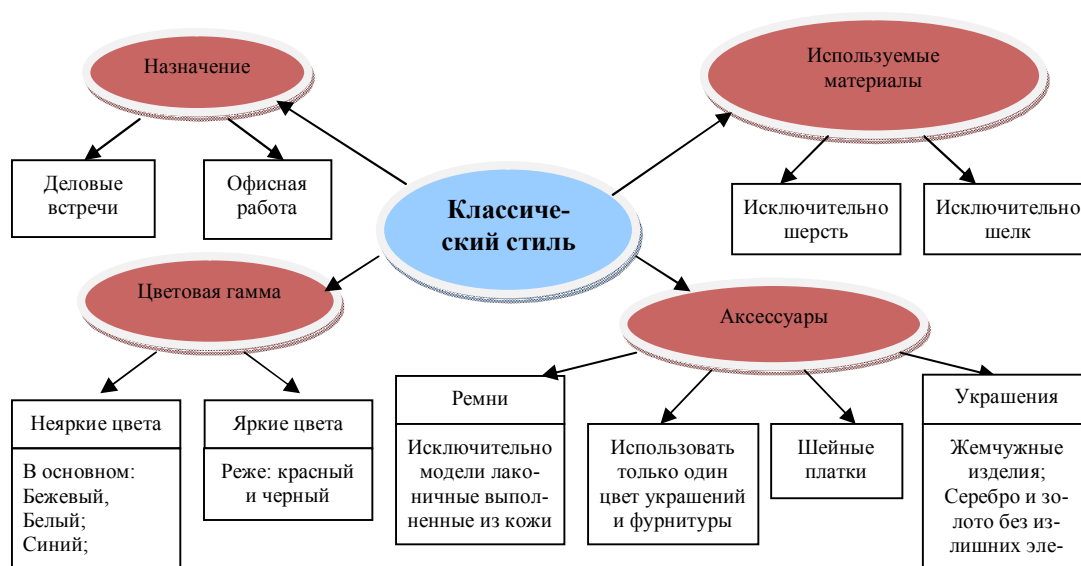 Назначение
Используемые
материалы
Деловые
встречи
Офисная
работа
Классиче-
ский стиль
Исключительно
шерсть
Исключительно
шелк
Цветовая гамма
Аксессуары
Неяркие цвета
В основном:
Бежевый,
Белый;
Синий;
Яркие цвета
Реже: красный
и черный
Ремни
Исключительно
модели лако-
ничные выпол-
ненные из кожи
Использовать
только один
цвет украшений
и фурнитуры
Шейные
платки
Украшения
Жемчужные
изделия;
Серебро и зо-
лото без из-
лишних эле-